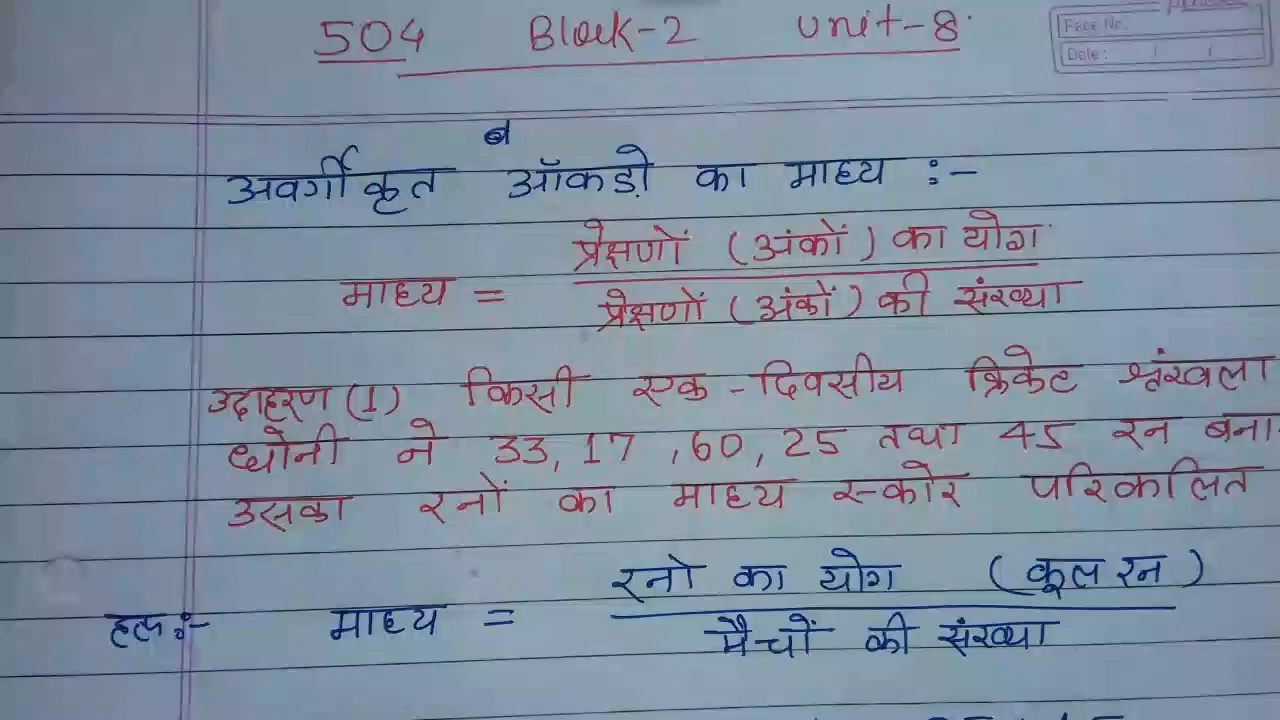 504 Block-2 Unit-8
Page No.
Date: / /
ब
अवर्गीकृत ऑकड़ो का माध्य :-
प्रेक्षणों (अंकों) का योग
माध्य =
प्रेक्षणों (अंकों) की संख्या
उदाहरण (1) किसी एक-दिवसीय क्रिकेट श्रृंखला
धोनी ने 33, 17, 60, 25 तथा 45 रन बना
उसका रनों का माध्य स्कोर परिकलित
रनो का योग (कूल रन)
हल:- माध्य =
मैचों की संख्या